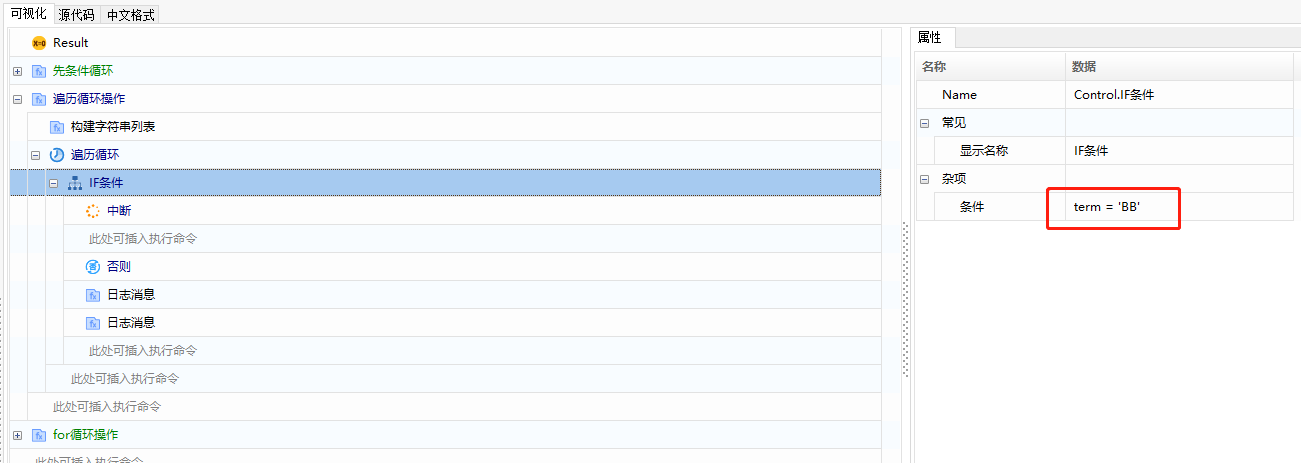 可视化 源代码 中文格式
Result
先条件循环
遍历循环操作
构建字符串列表
遍历循环
IF条件
中断
此处可插入执行命令
否则
日志消息
日志消息
此处可插入执行命令
此处可插入执行命令
此处可插入执行命令
for循环操作
此处可插入执行命令
属性
名称 数据
Name Control.IF条件
常见
显示名称 IF条件
杂项
条件 term = 'BB'